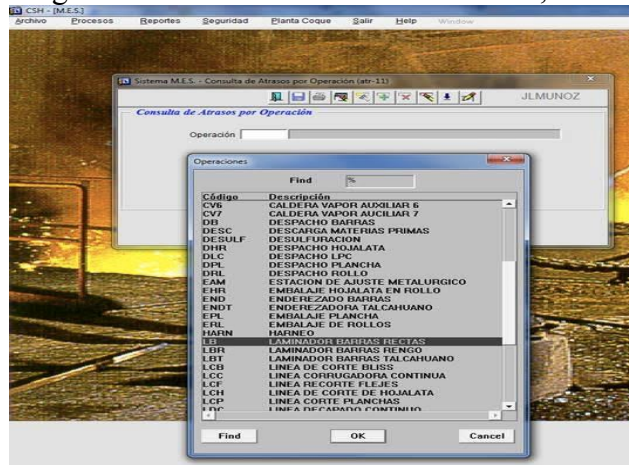 CSH - [M.E.S.]
Archivo Procesos Reportes Seguridad Planta Coque Salir Help Window
Sistema M.E.S. - Consulta de Atrasos por Operación (atr-11)
JLMUNOZ
Consulta de Atrasos por Operación
Operación
Operaciones
Find %
Código Descripción
CV6 CALDERA VAPOR AUXILIAR 6
CV7 CALDERA VAPOR AUCILIAR 7
DB DESPACHO BARRAS
DESC DESCARGA MATERIAS PRIMAS
DESULF DESULFURACION
DHR DESPACHO HOJALATA
DLC DESPACHO LPC
DPL DESPACHO PLANCHA
DRL DESPACHO ROLLO
EAM ESTACION DE AJUSTE METALURGICO
EHR EMBALAJE HOJALATA EN ROLLO
END ENDEREZADO BARRAS
ENDT ENDEREZADORA TALCAHUANO
EPL EMBALAJE PLANCHA
ERL EMBALAJE DE ROLLOS
HARN HARNEO
LB LAMINADOR BARRAS RECTAS
LBR LAMINADOR BARRAS RENGO
LBT LAMINADOR BARRAS TALCAHUANO
LCB LINEA DE CORTE BLISS
LCC LINEA CORRUGADORA CONTINUA
LCF LINEA RECORTE FLEJES
LCH LINEA DE CORTE DE HOJALATA
LCP LINEA CORTE PLANCHAS
LDC LINEA DECAPADO CONTINUO
Find OK Cancel